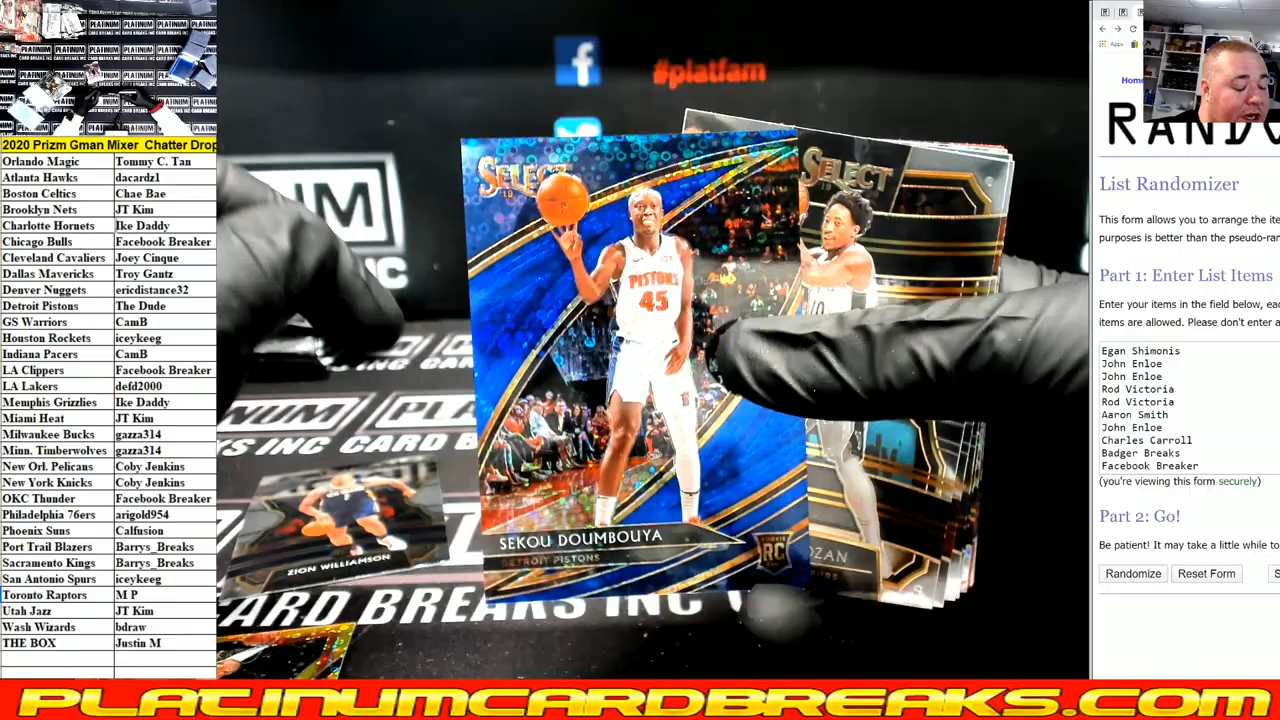 PLATINUM
CARD BREAKS INC
2020 Prizm Gman Mixer Chatter Drop
Orlando Magic Tommy C. Tan
Atlanta Hawks dacardz1
Boston Celtics Chae Bae
Brooklyn Nets JT Kim
Charlotte Hornets Ike Daddy
Chicago Bulls Facebook Breaker
Cleveland Cavaliers Joey Cinque
Dallas Mavericks Troy Gantz
Denver Nuggets ericdistance32
Detroit Pistons The Dude
GS Warriors CamB
Houston Rockets iceykeeg
Indiana Pacers CamB
LA Clippers Facebook Breaker
LA Lakers defd2000
Memphis Grizzlies Ike Daddy
Miami Heat JT Kim
Milwaukee Bucks gazza314
Minn. Timberwolves gazza314
New Orl. Pelicans Coby Jenkins
New York Knicks Coby Jenkins
OKC Thunder Facebook Breaker
Philadelphia 76ers arigold954
Phoenix Suns Calfusion
Port Trail Blazers Barrys_Breaks
Sacramento Kings Barrys_Breaks
San Antonio Spurs iceykeeg
Toronto Raptors M P
Utah Jazz JT Kim
Wash Wizards bdraw
THE BOX Justin M
#platfam
SELECT
PISTONS
45
SEKOU DOUMBOUYA
DETROIT PISTONS
RC
SELECT
OZAN
ZION WILLIAMSON
CARD BREAKS INC
Apps
Home
RANDO
List Randomizer
This form allows you to arrange the ite
purposes is better than the pseudo-ran
Part 1: Enter List Items
Enter your items in the field below, ea
items are allowed. Please don't enter a
Egan Shimonis
John Enloe
John Enloe
Rod Victoria
Rod Victoria
Aaron Smith
John Enloe
Charles Carroll
Badger Breaks
Facebook Breaker
(you're viewing this form securely)
Part 2: Go!
Be patient! It may take a little while to
Randomize Reset Form S
PLATINUMCARDBREAKS.COM